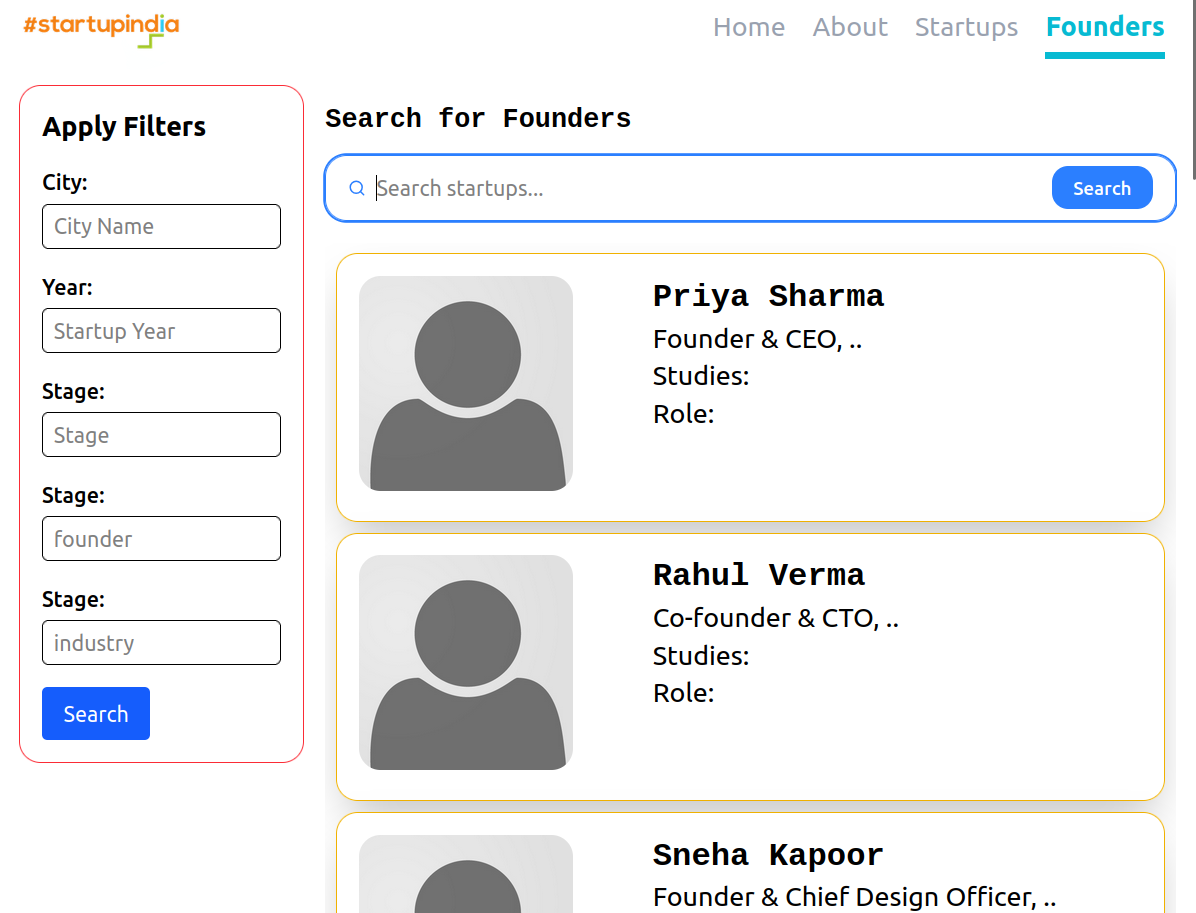 #startupindia
Home About Startups Founders
Apply Filters
City:
City Name
Year:
Startup Year
Stage:
Stage
Stage:
founder
Stage:
industry
Search
Search for Founders
Search startups...
Search
Priya Sharma
Founder & CEO, ..
Studies:
Role:
Rahul Verma
Co-founder & CTO, ..
Studies:
Role:
Sneha Kapoor
Founder & Chief Design Officer, ..